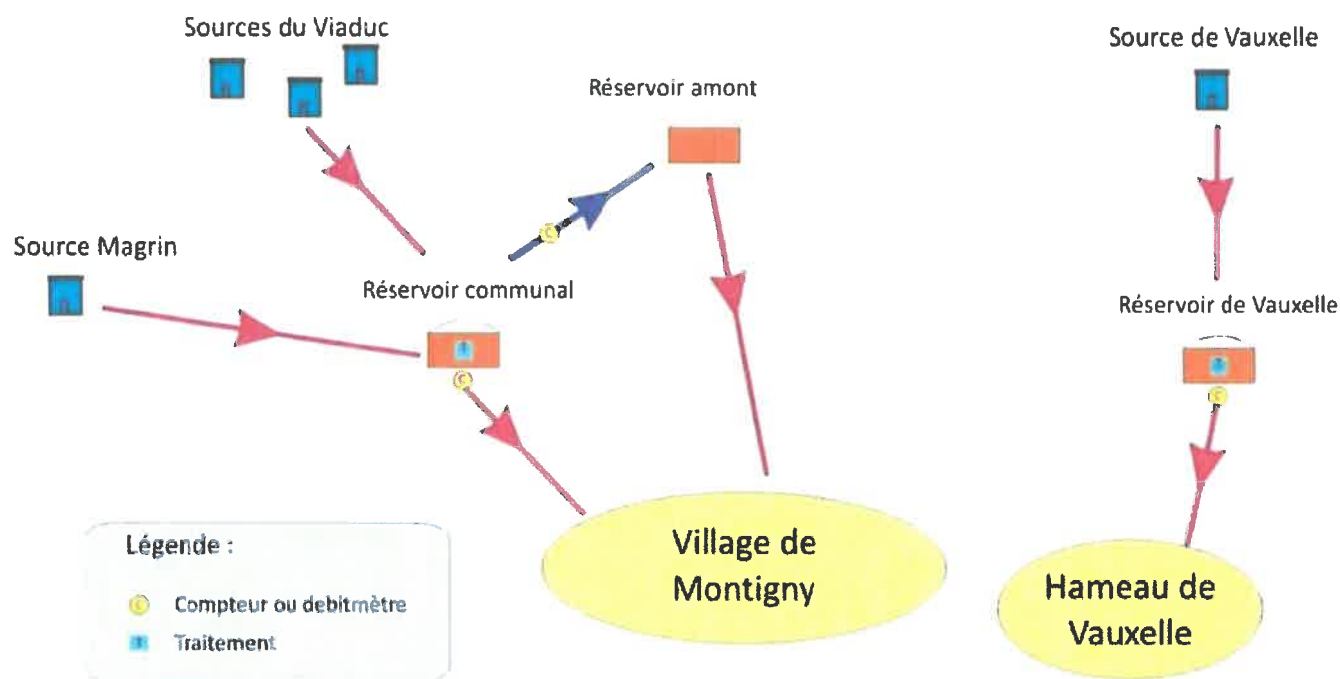 Sources du Viaduc
Source de Vauxelle
Réservoir amont
Source Magrin
Réservoir communal
Réservoir de Vauxelle
T
T
C
C
C
Légende :
C Compteur ou debitmètre
T Traitement
Village de
Montigny
Hameau de
Vauxelle